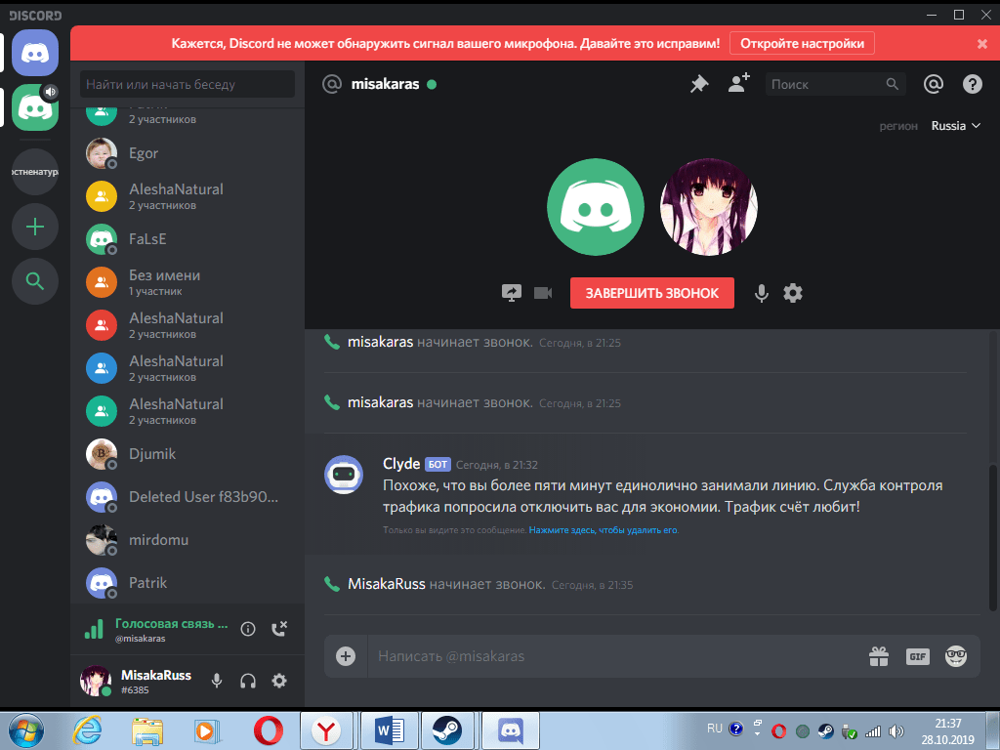 DISCORD
Кажется, Discord не может обнаружить сигнал вашего микрофона. Давайте это исправим!
Откройте настройки
Найти или начать беседу
misakaras
Поиск
регион
Russia
2 участников
Egor
AleshaNatural
2 участников
FaLsE
Без имени
1 участник
AleshaNatural
2 участников
AleshaNatural
2 участников
AleshaNatural
2 участников
Djumik
Deleted User f83b90...
mirdomu
Patrik
ЗАВЕРШИТЬ ЗВОНОК
misakaras начинает звонок. Сегодня, в 21:25
misakaras начинает звонок. Сегодня, в 21:25
Clyde БОТ Сегодня, в 21:32
Похоже, что вы более пяти минут единолично занимали линию. Служба контроля
трафика попросила отключить вас для экономии. Трафик счёт любит!
Только вы видите это сообщение. Нажмите здесь, чтобы удалить его.
MisakaRuss начинает звонок. Сегодня, в 21:35
Голосовая связь ...
@misakaras
MisakaRuss
#6385
Написать @misakaras
GIF
RU
21:37
28.10.2019